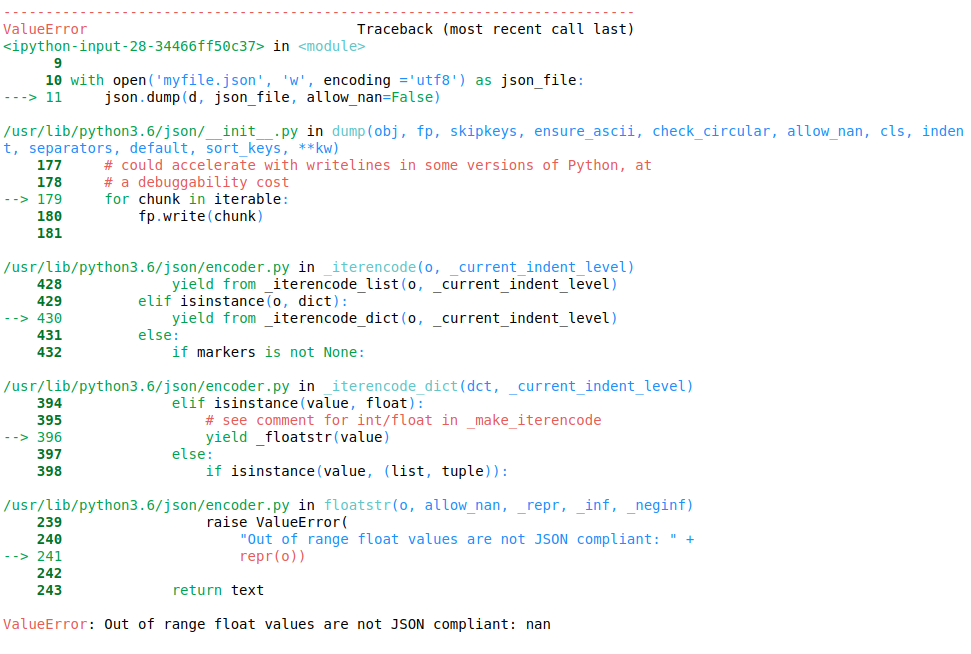 ---------------------------------------------------------------------------
ValueError                                Traceback (most recent call last)
<ipython-input-28-34466ff50c37> in <module>
      9 
     10 with open('myfile.json', 'w', encoding ='utf8') as json_file:
---> 11     json.dump(d, json_file, allow_nan=False)

/usr/lib/python3.6/json/__init__.py in dump(obj, fp, skipkeys, ensure_ascii, check_circular, allow_nan, cls, inden
t, separators, default, sort_keys, **kw)
    177     # could accelerate with writelines in some versions of Python, at
    178     # a debuggability cost
--> 179     for chunk in iterable:
    180         fp.write(chunk)
    181 

/usr/lib/python3.6/json/encoder.py in _iterencode(o, _current_indent_level)
    428             yield from _iterencode_list(o, _current_indent_level)
    429         elif isinstance(o, dict):
--> 430             yield from _iterencode_dict(o, _current_indent_level)
    431         else:
    432             if markers is not None:

/usr/lib/python3.6/json/encoder.py in _iterencode_dict(dct, _current_indent_level)
    394             elif isinstance(value, float):
    395                 # see comment for int/float in _make_iterencode
--> 396                 yield _floatstr(value)
    397             else:
    398                 if isinstance(value, (list, tuple)):

/usr/lib/python3.6/json/encoder.py in floatstr(o, allow_nan, _repr, _inf, _neginf)
    239                 raise ValueError(
    240                     "Out of range float values are not JSON compliant: " +
--> 241                     repr(o))
    242 
    243             return text

ValueError: Out of range float values are not JSON compliant: nan